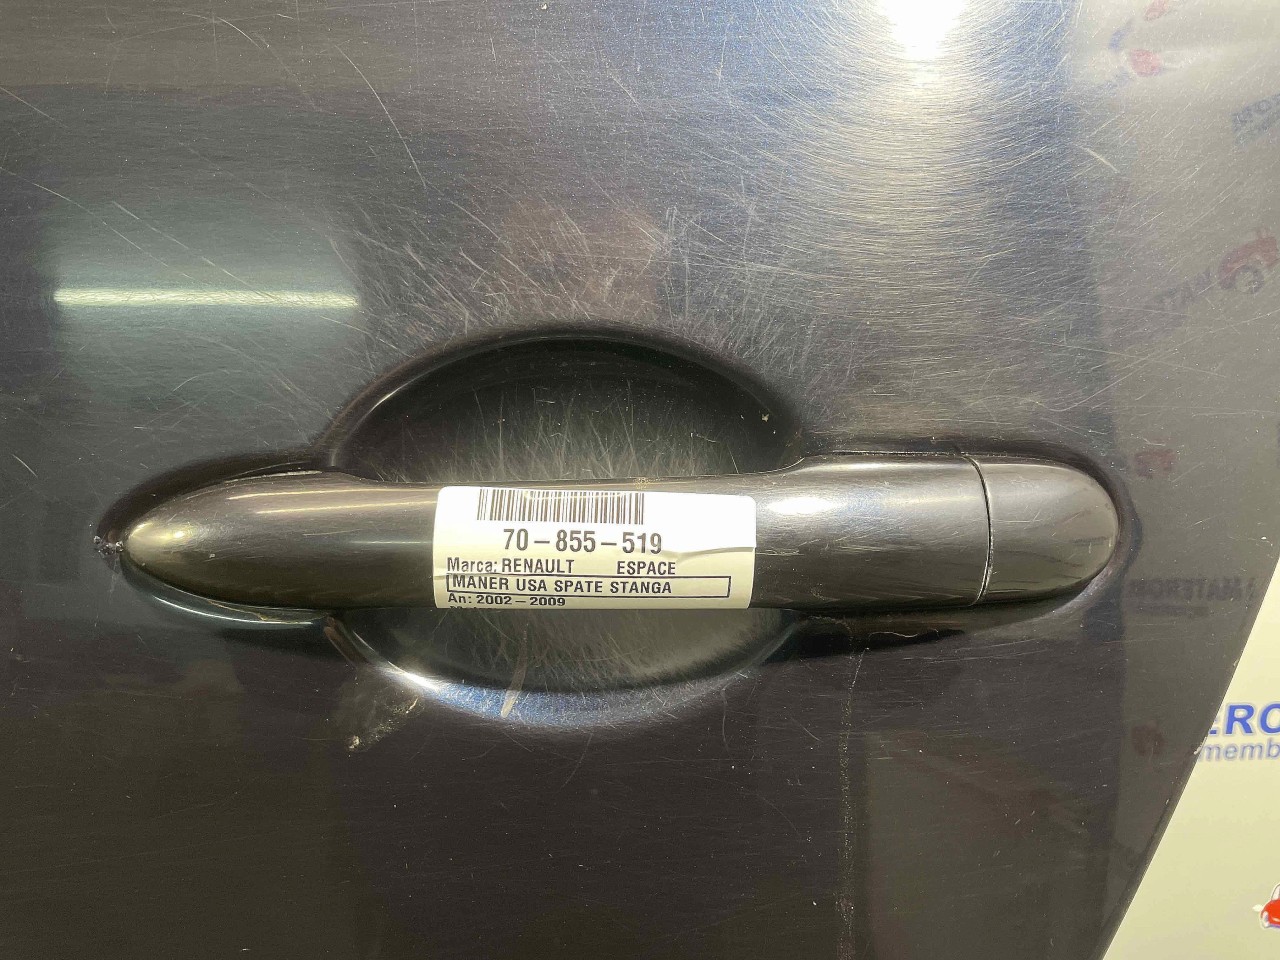 70-855-519
Marca: RENAULT ESPACE
MANER USA SPATE STANGA
An: 2002-2009